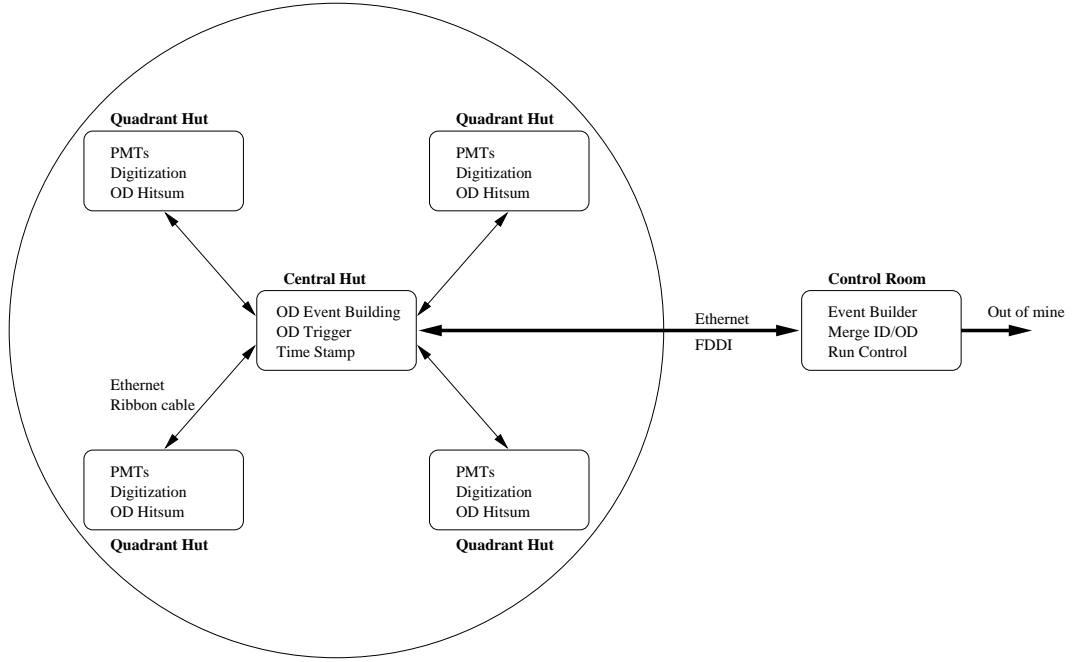 Quadrant Hut
PMTs
Digitization
OD Hitsum
Quadrant Hut
PMTs
Digitization
OD Hitsum
Central Hut
OD Event Building
OD Trigger
Time Stamp
Ethernet
FDDI
Control Room
Event Builder
Merge ID/OD
Run Control
Out of mine
Ethernet
Ribbon cable
PMTs
Digitization
OD Hitsum
Quadrant Hut
PMTs
Digitization
OD Hitsum
Quadrant Hut